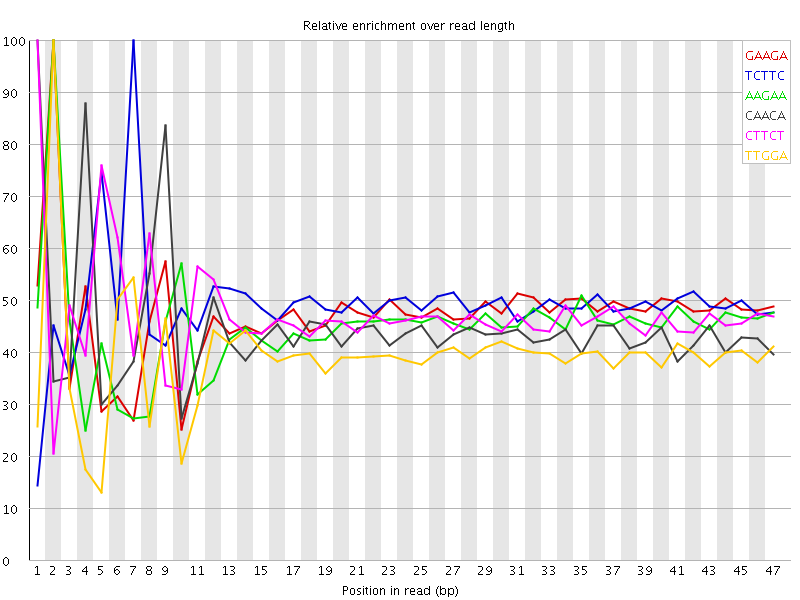 Relative enrichment over read length
100
90
80
70
60
50
40
30
20
10
0
GAAGA
TCTTC
AAGAA
CAACA
CTTCT
TTGGA
1 2 3 4 5 6 7 8 9 11 13 15 17 19 21 23 25 27 29 31 33 35 37 39 41 43 45 47
Position in read (bp)